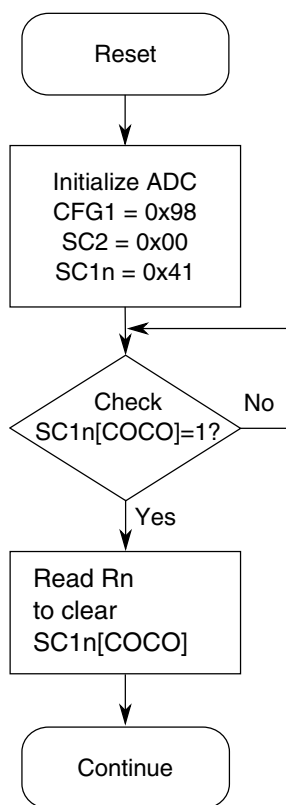 Reset
Initialize ADC
CFG1 = 0x98
SC2 = 0x00
SC1n = 0x41
Check
SC1n[COCO]=1?
No
Yes
Read Rn
to clear
SC1n[COCO]
Continue